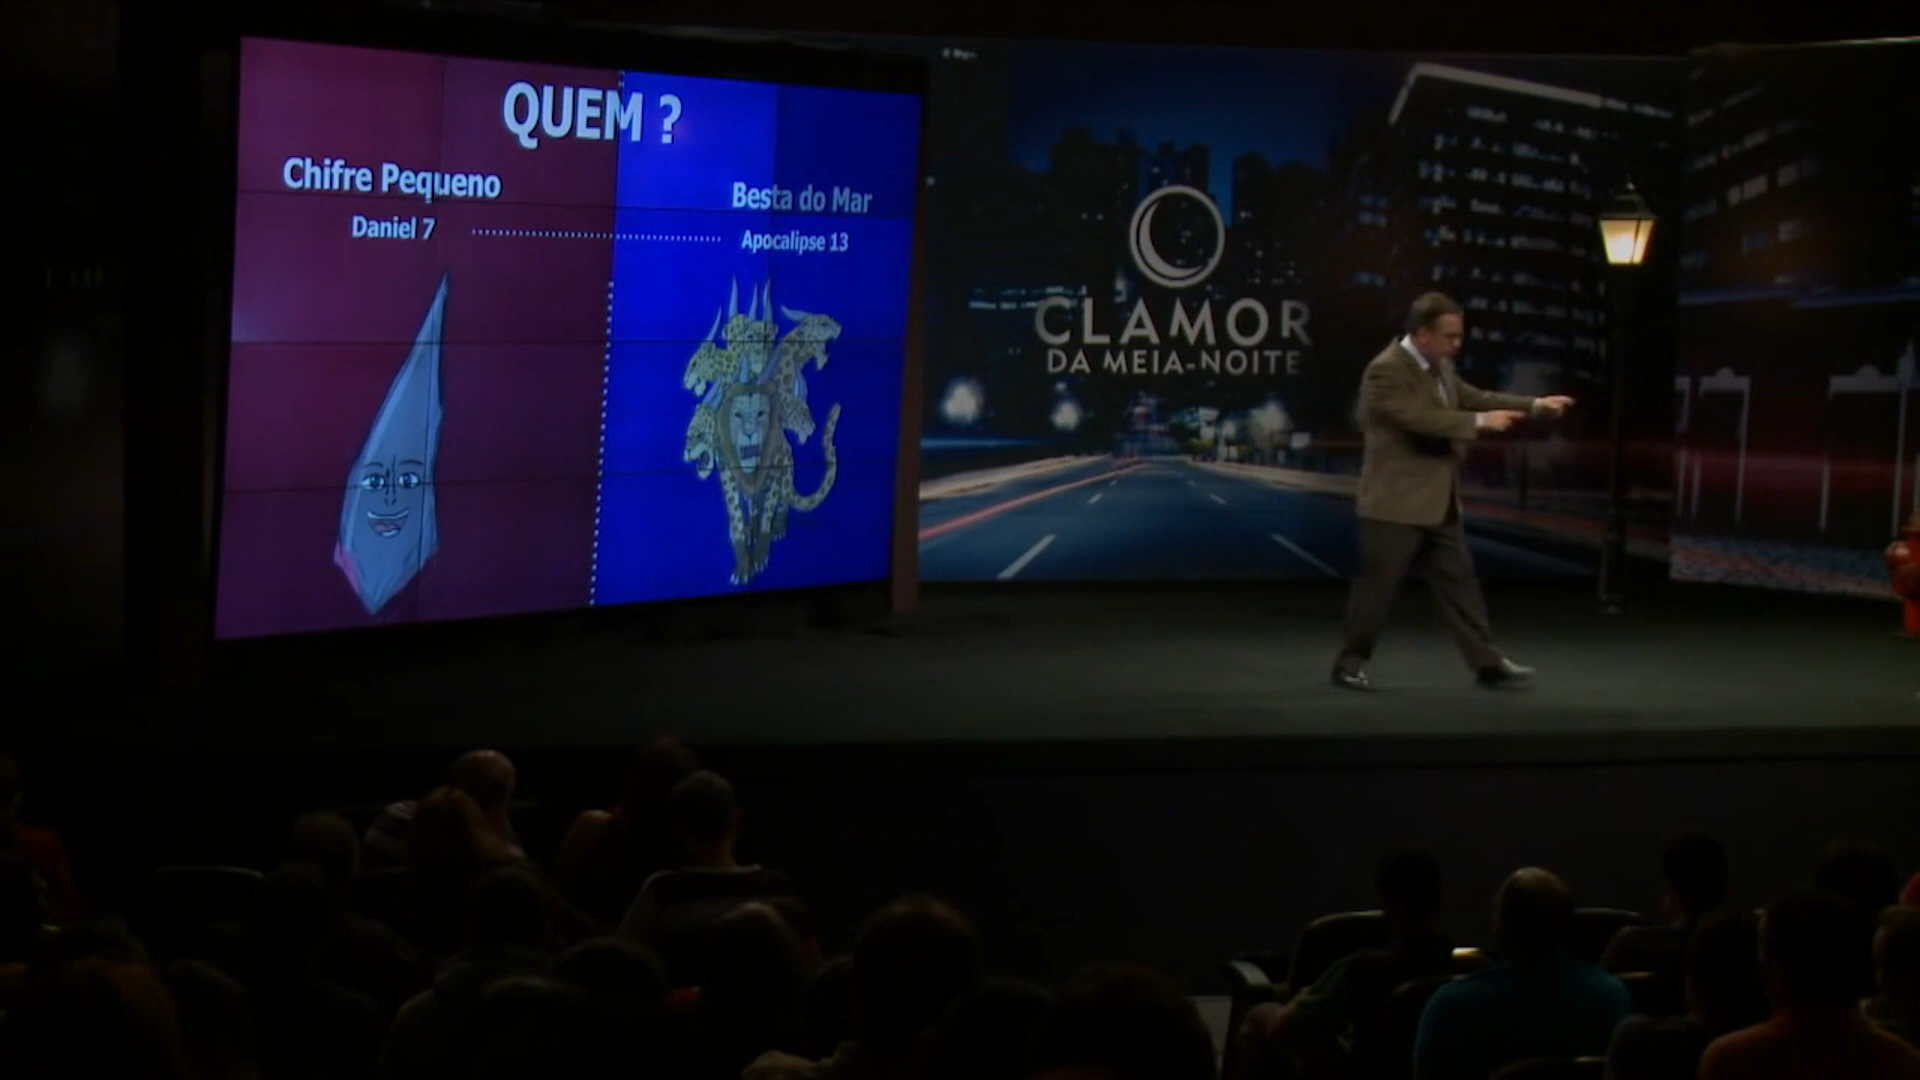 QUEM ?
Chifre Pequeno
Daniel 7
Besta do Mar
Apocalipse 13
CLAMOR
DA MEIA-NOITE